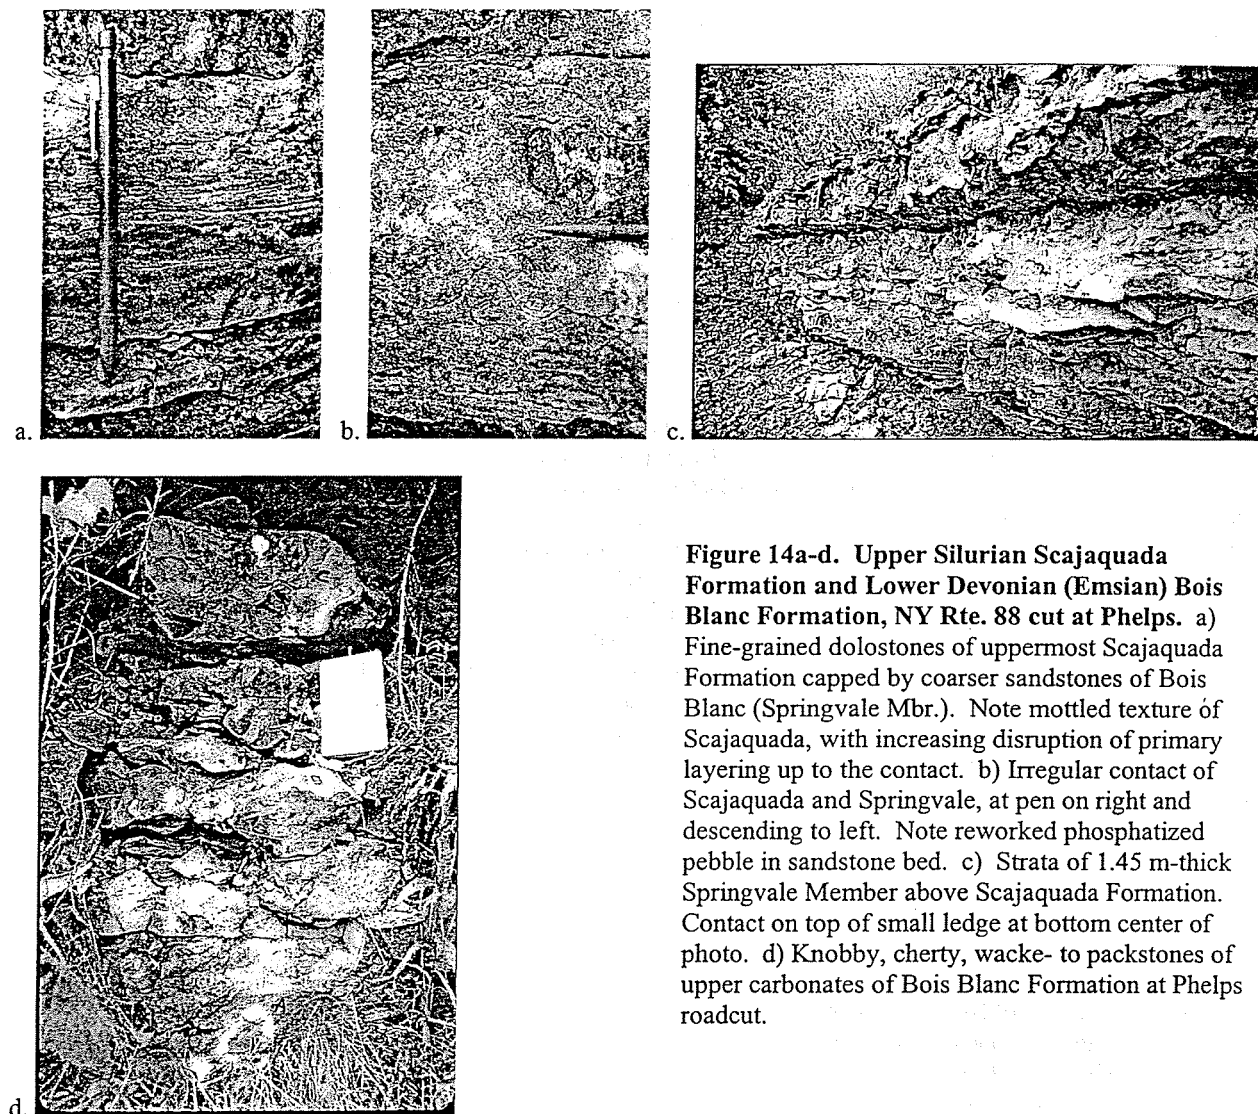 a.
b.
c.
d.
Figure 14a-d. Upper Silurian Scajaquada
Formation and Lower Devonian (Emsian) Bois
Blanc Formation, NY Rte. 88 cut at Phelps. a)
Fine-grained dolostones of uppermost Scajaquada
Formation capped by coarser sandstones of Bois
Blanc (Springvale Mbr.). Note mottled texture of
Scajaquada, with increasing disruption of primary
layering up to the contact. b) Irregular contact of
Scajaquada and Springvale, at pen on right and
descending to left. Note reworked phosphatized
pebble in sandstone bed. c) Strata of 1.45 m-thick
Springvale Member above Scajaquada Formation.
Contact on top of small ledge at bottom center of
photo. d) Knobby, cherty, wacke- to packstones of
upper carbonates of Bois Blanc Formation at Phelps
roadcut.